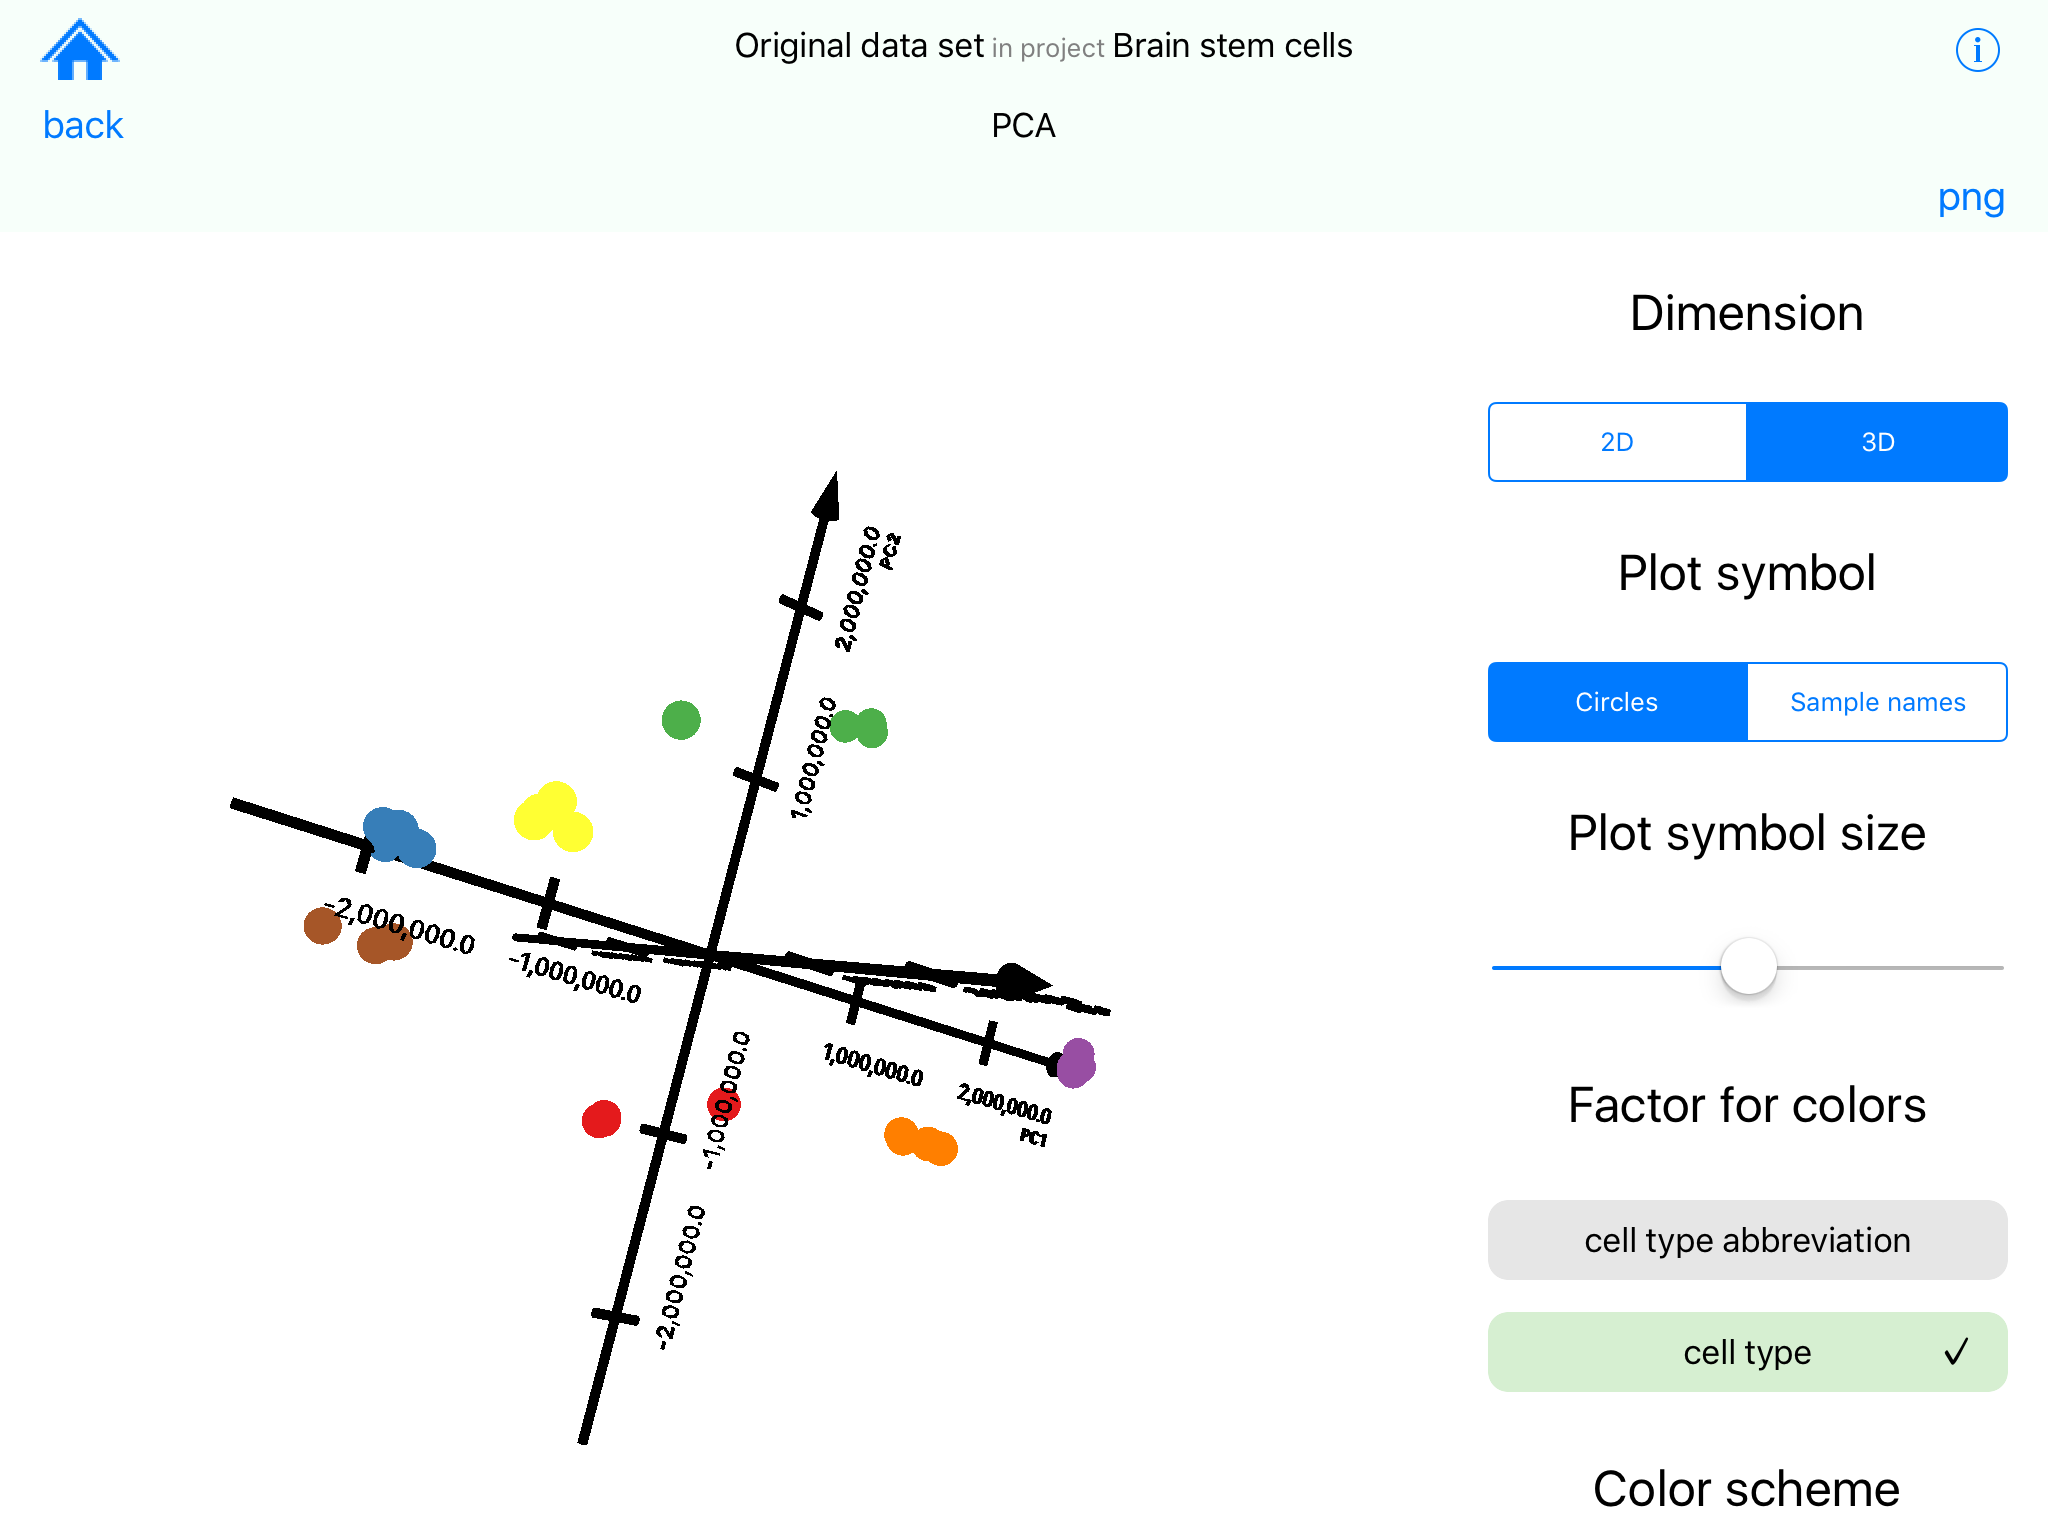 Original data set in project Brain stem cells
i
back
PCA
png
Dimension
2D
3D
Plot symbol
Circles
Sample names
Plot symbol size
Factor for colors
cell type abbreviation
cell type ✓
Color scheme
2,000,000.0
PC2
1,000,000.0
-2,000,000.0
-1,000,000.0
1,000,000.0
2,000,000.0
PC1
-1,000,000.0
-2,000,000.0